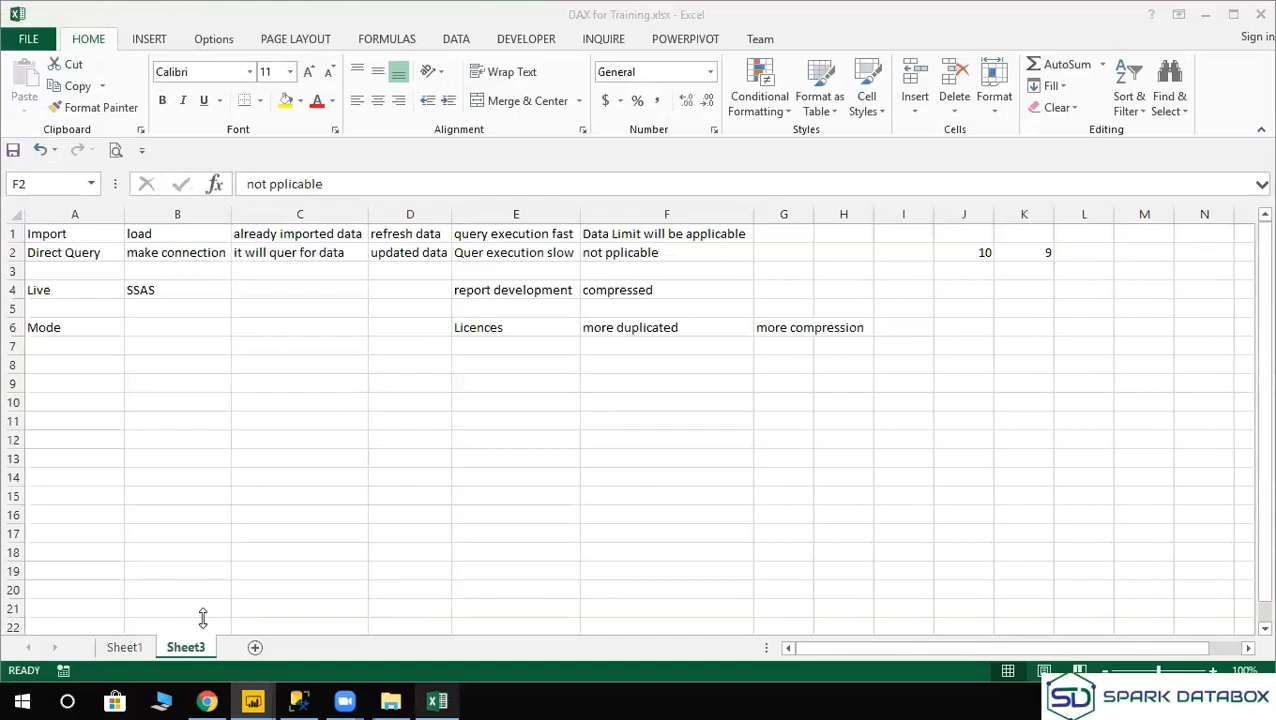 DAX for Training.xlsx - Excel
?
FILE HOME INSERT Options PAGE LAYOUT FORMULAS DATA DEVELOPER INQUIRE POWERPIVOT Team Sign in
Cut
Copy
Paste
Format Painter
Clipboard
Calibri 11
B I U A
Font
Wrap Text
Merge & Center
Alignment
General
$ % ,
Number
Conditional Formatting
Format as Table
Cell Styles
Styles
Insert Delete Format
Cells
AutoSum
Fill
Clear
Sort & Filter
Find & Select
Editing
F2 fx not pplicable
A B C D E F G H I J K L M N
1 Import load already imported data refresh data query execution fast Data Limit will be applicable
2 Direct Query make connection it will quer for data updated data Quer execution slow not pplicable 10 9
3
4 Live SSAS report development compressed
5
6 Mode Licences more duplicated more compression
7
8
9
10
11
12
13
14
15
16
17
18
19
20
21
22
Sheet1 Sheet3
READY 100%
SD SPARK DATABOX